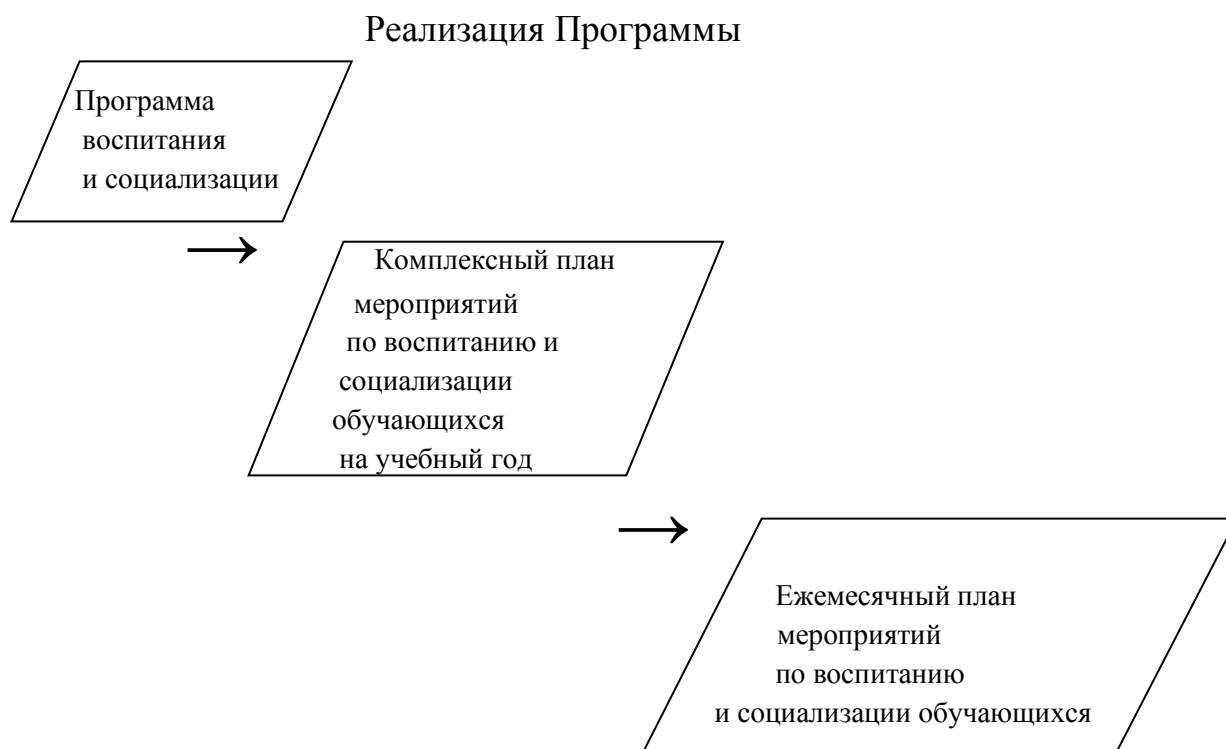 Реализация Программы
Программа
воспитания
и социализации
→
Комплексный план
мероприятий
по воспитанию и
социализации
обучающихся
на учебный год
→
Ежемесячный план
мероприятий
по воспитанию
и социализации обучающихся